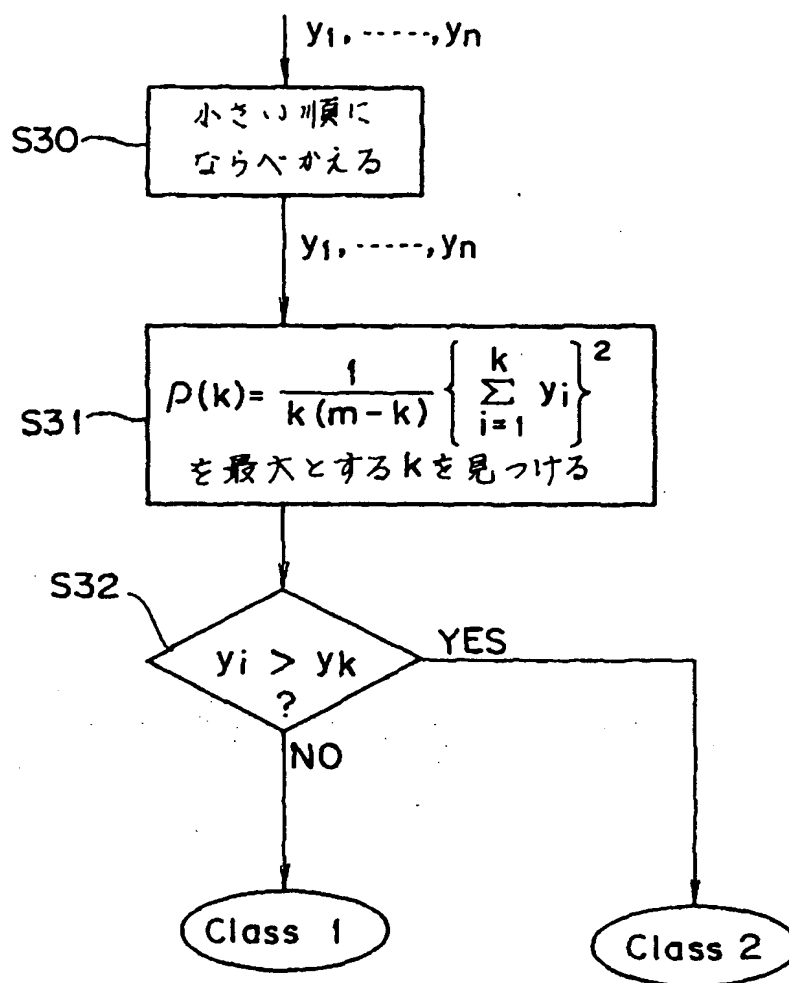 y1, ‑‑‑‑‑, yn
S30
小さい順に
ならべかえる
y1, ‑‑‑‑‑, yn
S31
ρ(k)= 1/k(m-k) { Σ_{i=1}^{k} yi }^2
を最大とするkを見つける
S32
yi > yk
?
YES
NO
Class 1
Class 2